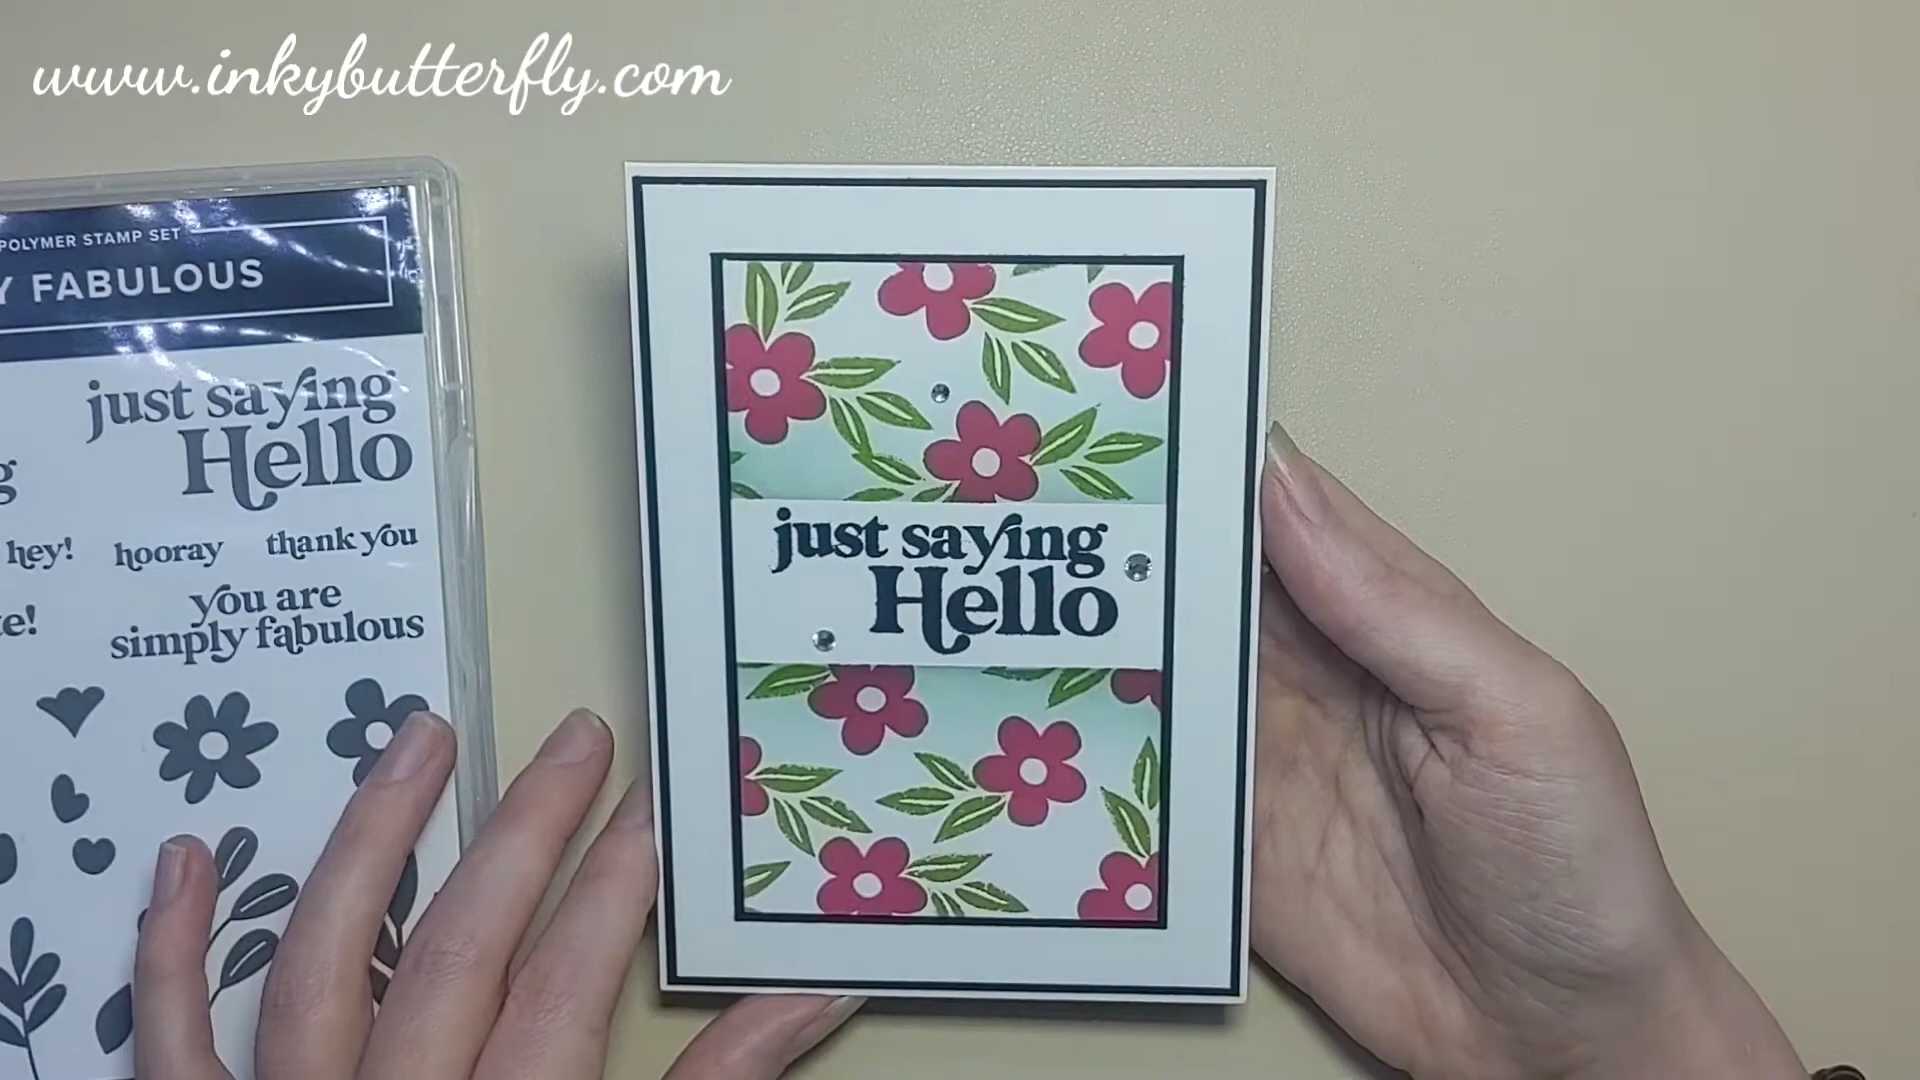 www.inkybutterfly.com
POLYMER STAMP SET
Y FABULOUS
just saying
Hello
hey!
hooray
thank you
you are
simply fabulous
just saying
Hello